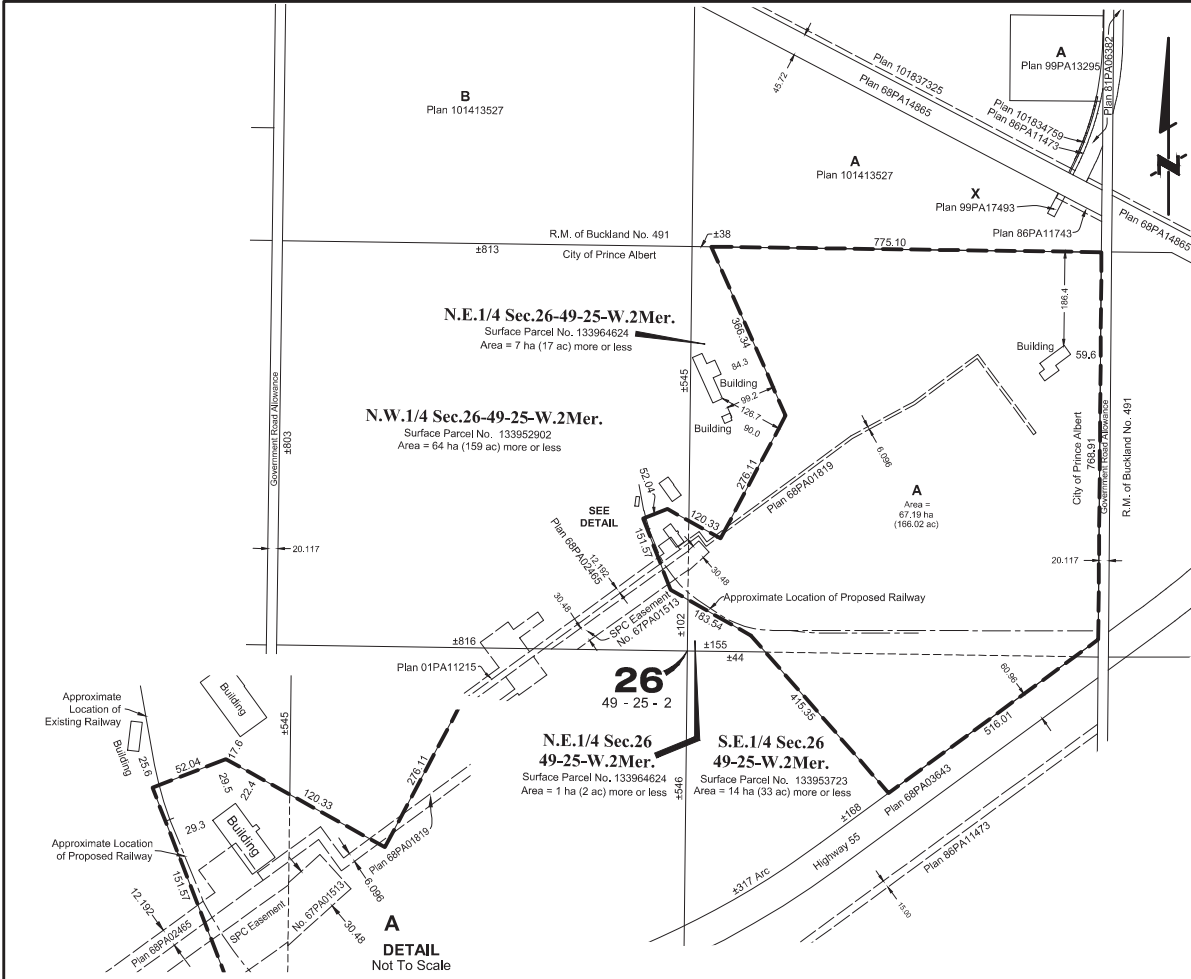 A
Plan 99PA13295
Plan 81PA06382
Plan 101837325
Plan 68PA14865
45.72
B
Plan 101413527
Plan 101834759
Plan 86PA11473
N
A
Plan 101413527
X
Plan 99PA17493
Plan 86PA11743
Plan 68PA14865
R.M. of Buckland No. 491
±38
775.10
±813
City of Prince Albert
186.4
N.E.1/4 Sec.26-49-25-W.2Mer.
Surface Parcel No. 133964624
Area = 7 ha (17 ac) more or less
366.34
84.3
Building
99.2
126.7
90.0
Building
±545
Building
59.6
N.W.1/4 Sec.26-49-25-W.2Mer.
Surface Parcel No. 133952902
Area = 64 ha (159 ac) more or less
Government Road Allowance
±803
276.11
6.096
Plan 68PA01819
City of Prince Albert
768.91
Government Road Allowance
R.M. of Buckland No. 491
A
Area =
67.19 ha
(166.02 ac)
52.04
SEE
DETAIL
120.33
151.57
Plan 68PA02465
12.192
20.117
30.48
20.117
30.48
SPC Easement
No. 67PA01513
Approximate Location of Proposed Railway
183.54
±102
±816
±155
±44
Plan 01PA11215
26
49 - 25 - 2
60.96
415.35
516.01
N.E.1/4 Sec.26
49-25-W.2Mer.
Surface Parcel No. 133964624
Area = 1 ha (2 ac) more or less
S.E.1/4 Sec.26
49-25-W.2Mer.
Surface Parcel No. 133953723
Area = 14 ha (33 ac) more or less
±546
±168
Plan 68PA03643
±317 Arc
Highway 55
Plan 86PA11473
15.00
Approximate
Location of
Existing Railway
Building
±545
Building
25.6
52.04
17.6
29.5
22.4
276.11
120.33
29.3
Building
Approximate Location
of Proposed Railway
151.57
Plan 68PA01819
6.096
12.192
Plan 68PA02465
SPC Easement
No. 67PA01513
30.48
A
DETAIL
Not To Scale